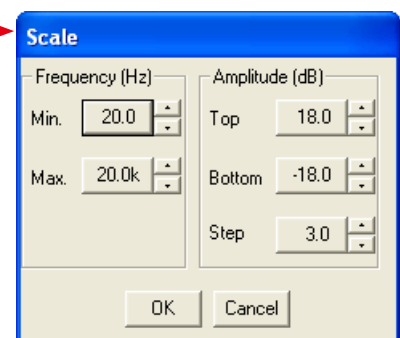 Scale
Frequency (Hz)
Min. 20.0
Max. 20.0k
Amplitude (dB)
Top 18.0
Bottom -18.0
Step 3.0
OK Cancel